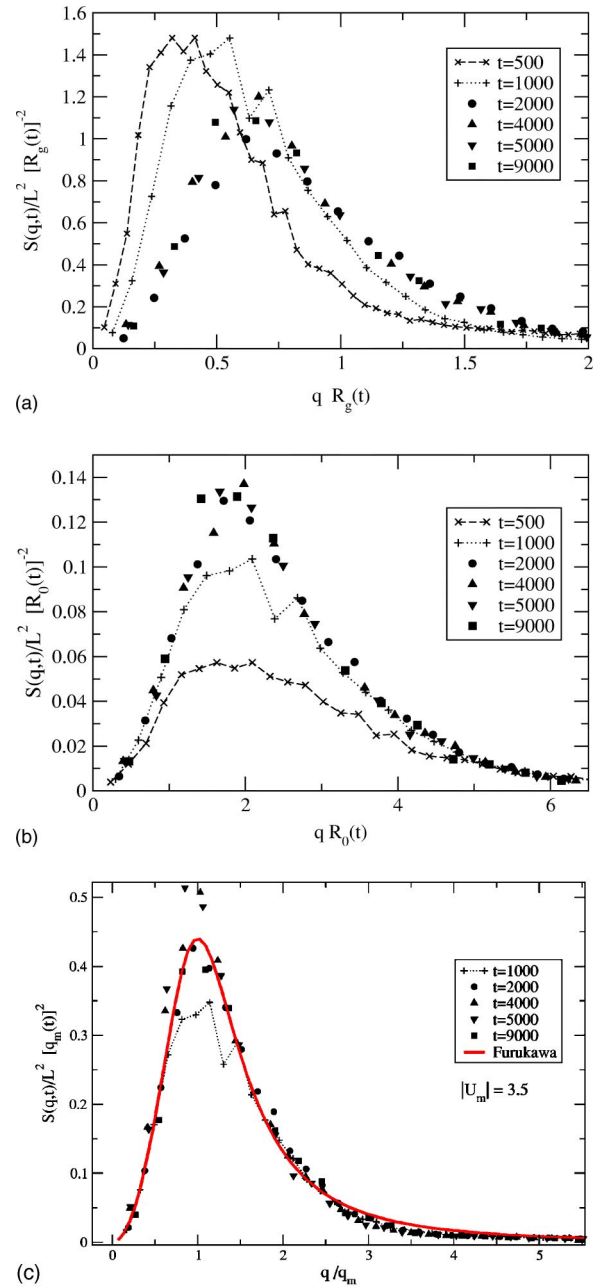 1.6
1.4
1.2
1
0.8
0.6
0.4
0.2
0
S(q,t)/L² [R_g(t)]⁻²
t=500
t=1000
t=2000
t=4000
t=5000
t=9000
0 0.5 1 1.5 2
q R_g(t)
(a)
0.14
0.12
0.1
0.08
0.06
0.04
0.02
0
S(q,t)/L² [R_0(t)]⁻²
t=500
t=1000
t=2000
t=4000
t=5000
t=9000
0 2 4 6
q R_0(t)
(b)
0.5
0.4
0.3
0.2
0.1
0
S(q,t)/L² [q_m(t)]²
t=1000
t=2000
t=4000
t=5000
t=9000
Furukawa
|U_m| = 3.5
0 1 2 3 4 5
q/q_m
(c)